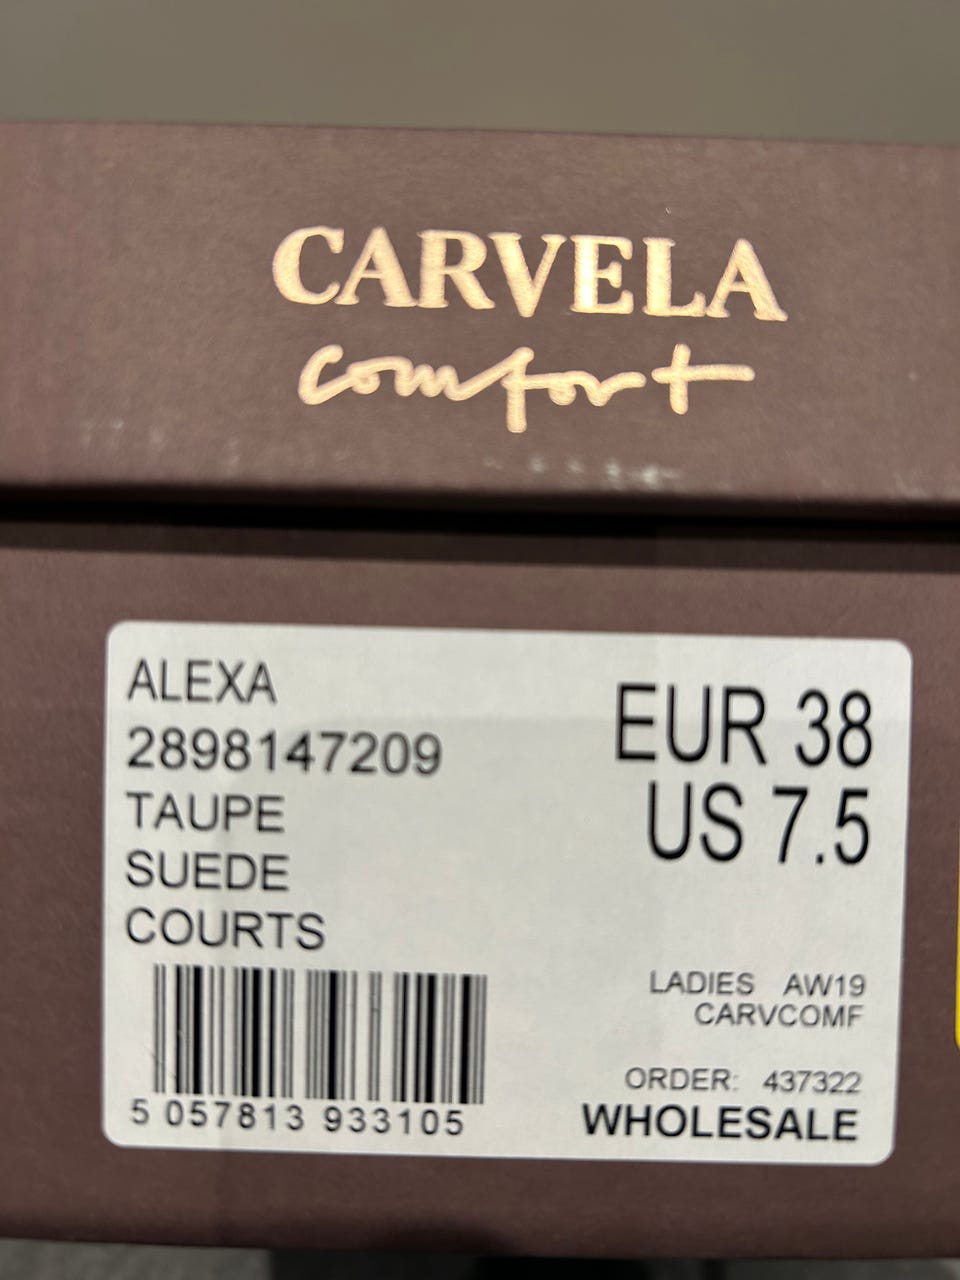 CARVELA
comfort
ALEXA
2898147209
TAUPE
SUEDE
COURTS
5 057813 933105
EUR 38
US 7.5
LADIES AW19
CARVCOMF
ORDER: 437322
WHOLESALE